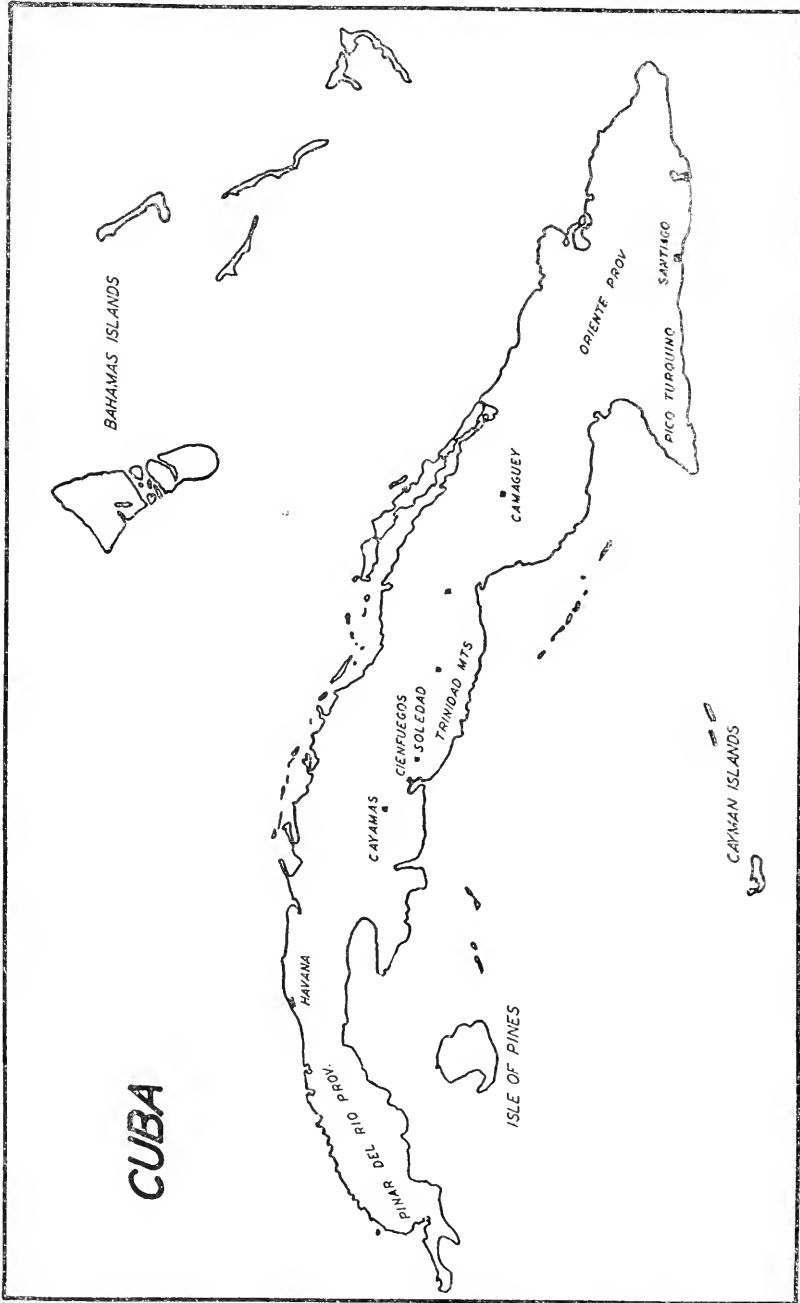 CUBA
BAHAMAS ISLANDS
HAVANA
PINAR DEL RIO PROV.
ISLE OF PINES
CAYAMAS
CIENFUEGOS
SOLEDAD
TRINIDAD MTS
CAMAGUEY
ORIENTE PROV
PICO TURQUINO
SANTIAGO
CAYMAN ISLANDS